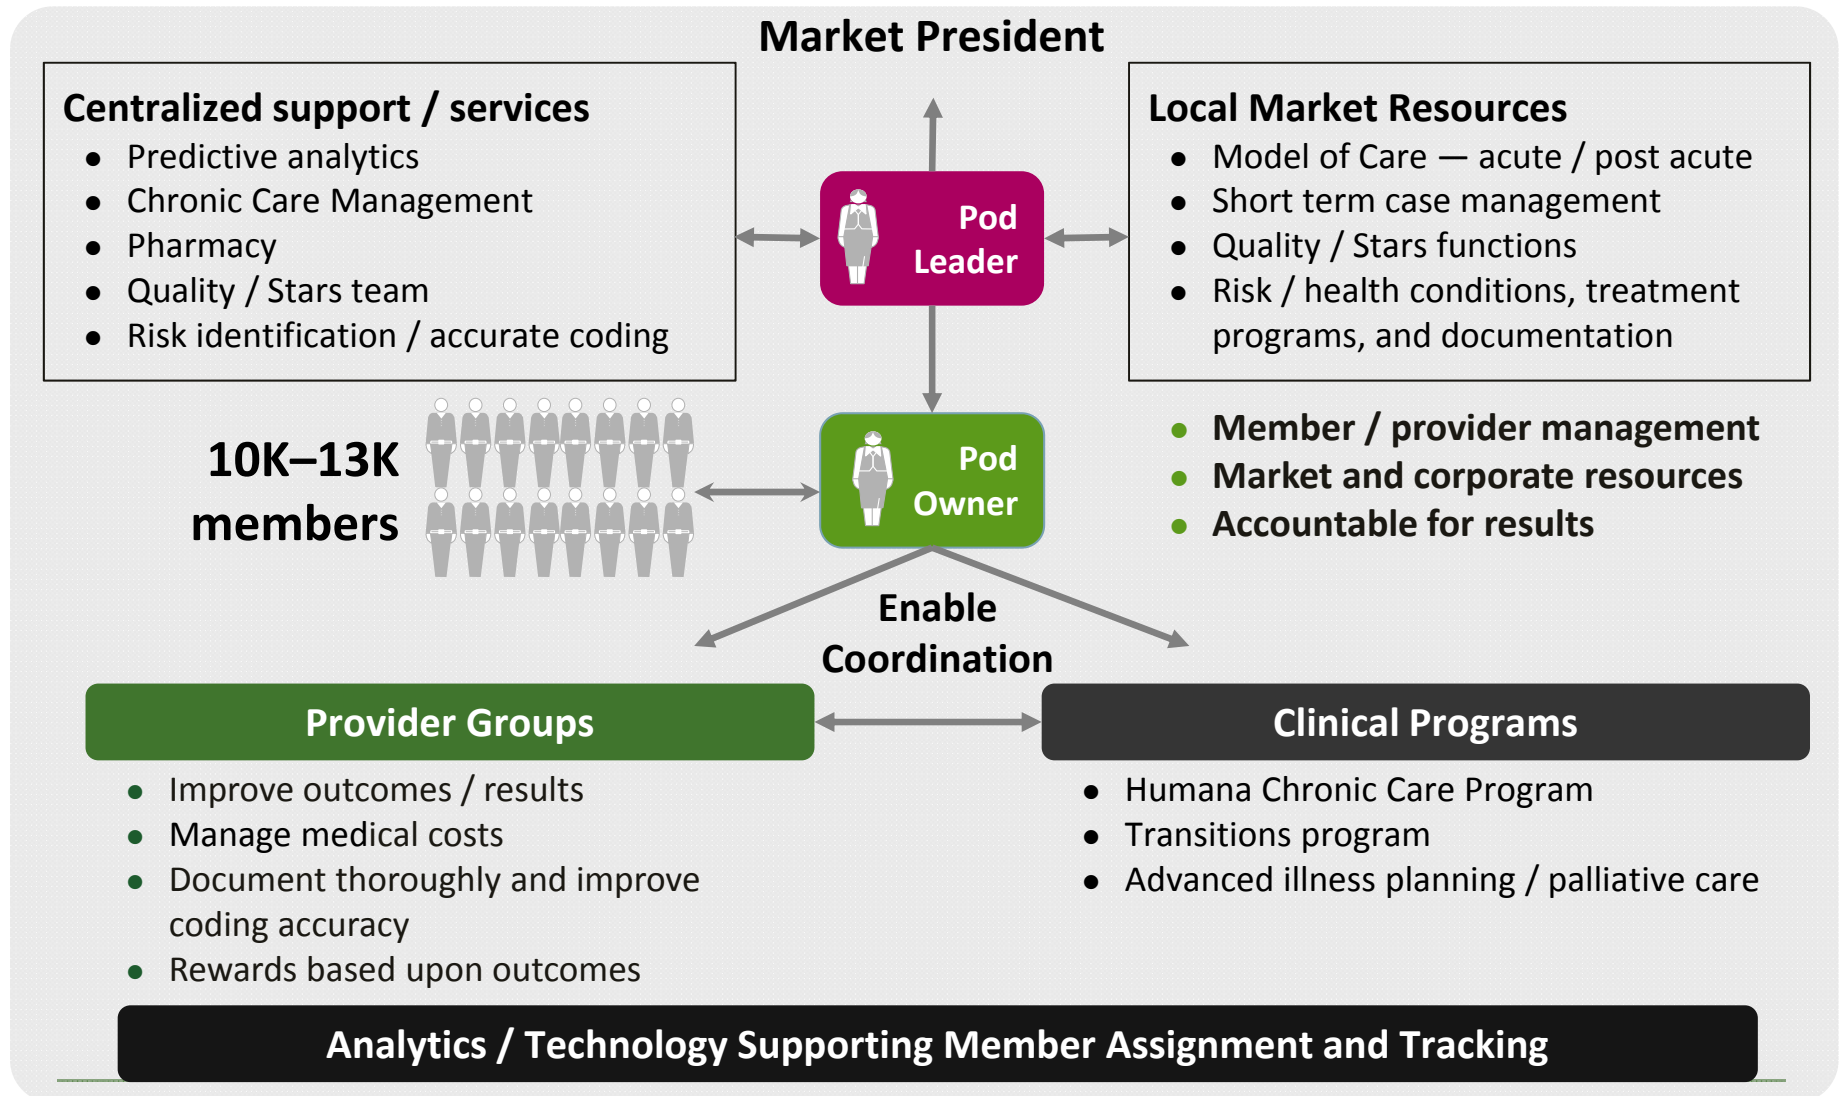 Market President
Centralized support / services
● Predictive analytics
● Chronic Care Management
● Pharmacy
● Quality / Stars team
● Risk identification / accurate coding
Pod
Leader
Local Market Resources
● Model of Care — acute / post acute
● Short term case management
● Quality / Stars functions
● Risk / health conditions, treatment
programs, and documentation
10K–13K
members
Pod
Owner
● Member / provider management
● Market and corporate resources
● Accountable for results
Enable
Coordination
Provider Groups
● Improve outcomes / results
● Manage medical costs
● Document thoroughly and improve
coding accuracy
● Rewards based upon outcomes
Clinical Programs
● Humana Chronic Care Program
● Transitions program
● Advanced illness planning / palliative care
Analytics / Technology Supporting Member Assignment and Tracking